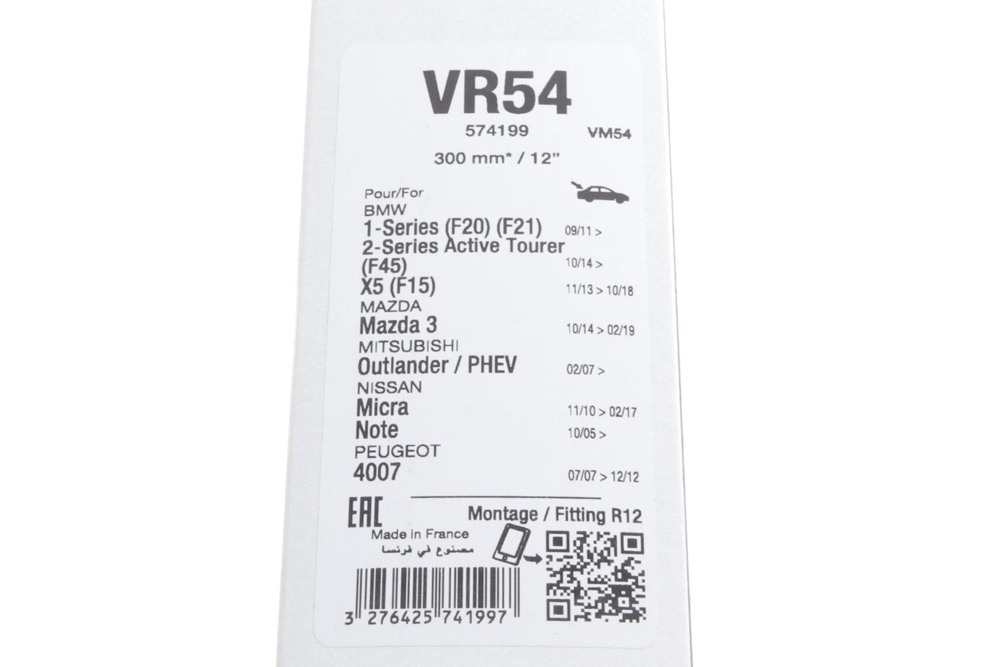 VR54
574199 VM54
300 mm* / 12"
Pour/For
BMW
1-Series (F20) (F21) 09/11 >
2-Series Active Tourer
(F45) 10/14 >
X5 (F15) 11/13 > 10/18
MAZDA
Mazda 3 10/14 > 02/19
MITSUBISHI
Outlander / PHEV 02/07 >
NISSAN
Micra 11/10 > 02/17
Note 10/05 >
PEUGEOT
4007 07/07 > 12/12
EAC
Montage / Fitting R12
Made In France
مصنوع في فرنسا
3 276425 741997